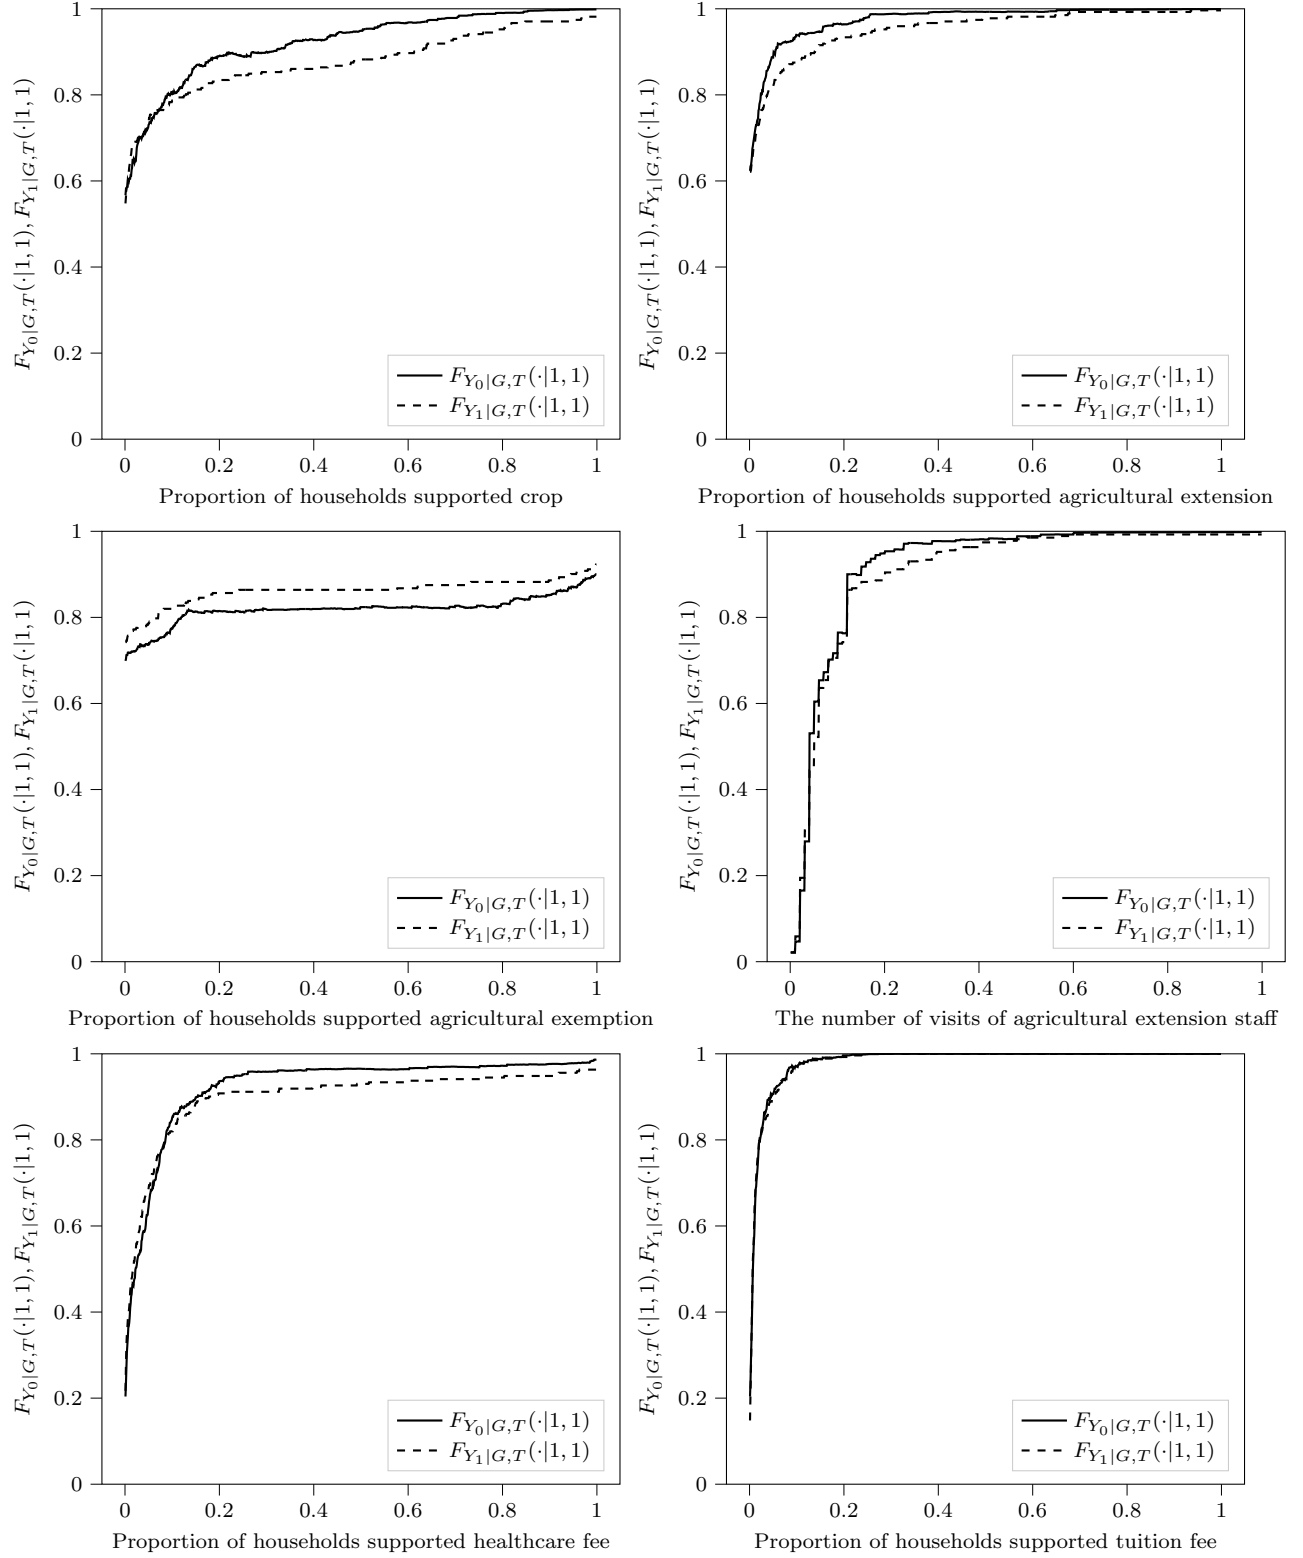 1
0.8
0.6
0.4
0.2
0
F_{Y_0|G,T}(·|1, 1), F_{Y_1|G,T}(·|1, 1)
F_{Y_0|G,T}(·|1, 1)
F_{Y_1|G,T}(·|1, 1)
0 0.2 0.4 0.6 0.8 1
Proportion of households supported crop
1
0.8
0.6
0.4
0.2
0
F_{Y_0|G,T}(·|1, 1), F_{Y_1|G,T}(·|1, 1)
F_{Y_0|G,T}(·|1, 1)
F_{Y_1|G,T}(·|1, 1)
0 0.2 0.4 0.6 0.8 1
Proportion of households supported agricultural extension
1
0.8
0.6
0.4
0.2
0
F_{Y_0|G,T}(·|1, 1), F_{Y_1|G,T}(·|1, 1)
F_{Y_0|G,T}(·|1, 1)
F_{Y_1|G,T}(·|1, 1)
0 0.2 0.4 0.6 0.8 1
Proportion of households supported agricultural exemption
1
0.8
0.6
0.4
0.2
0
F_{Y_0|G,T}(·|1, 1), F_{Y_1|G,T}(·|1, 1)
F_{Y_0|G,T}(·|1, 1)
F_{Y_1|G,T}(·|1, 1)
0 0.2 0.4 0.6 0.8 1
The number of visits of agricultural extension staff
1
0.8
0.6
0.4
0.2
0
F_{Y_0|G,T}(·|1, 1), F_{Y_1|G,T}(·|1, 1)
F_{Y_0|G,T}(·|1, 1)
F_{Y_1|G,T}(·|1, 1)
0 0.2 0.4 0.6 0.8 1
Proportion of households supported healthcare fee
1
0.8
0.6
0.4
0.2
0
F_{Y_0|G,T}(·|1, 1), F_{Y_1|G,T}(·|1, 1)
F_{Y_0|G,T}(·|1, 1)
F_{Y_1|G,T}(·|1, 1)
0 0.2 0.4 0.6 0.8 1
Proportion of households supported tuition fee